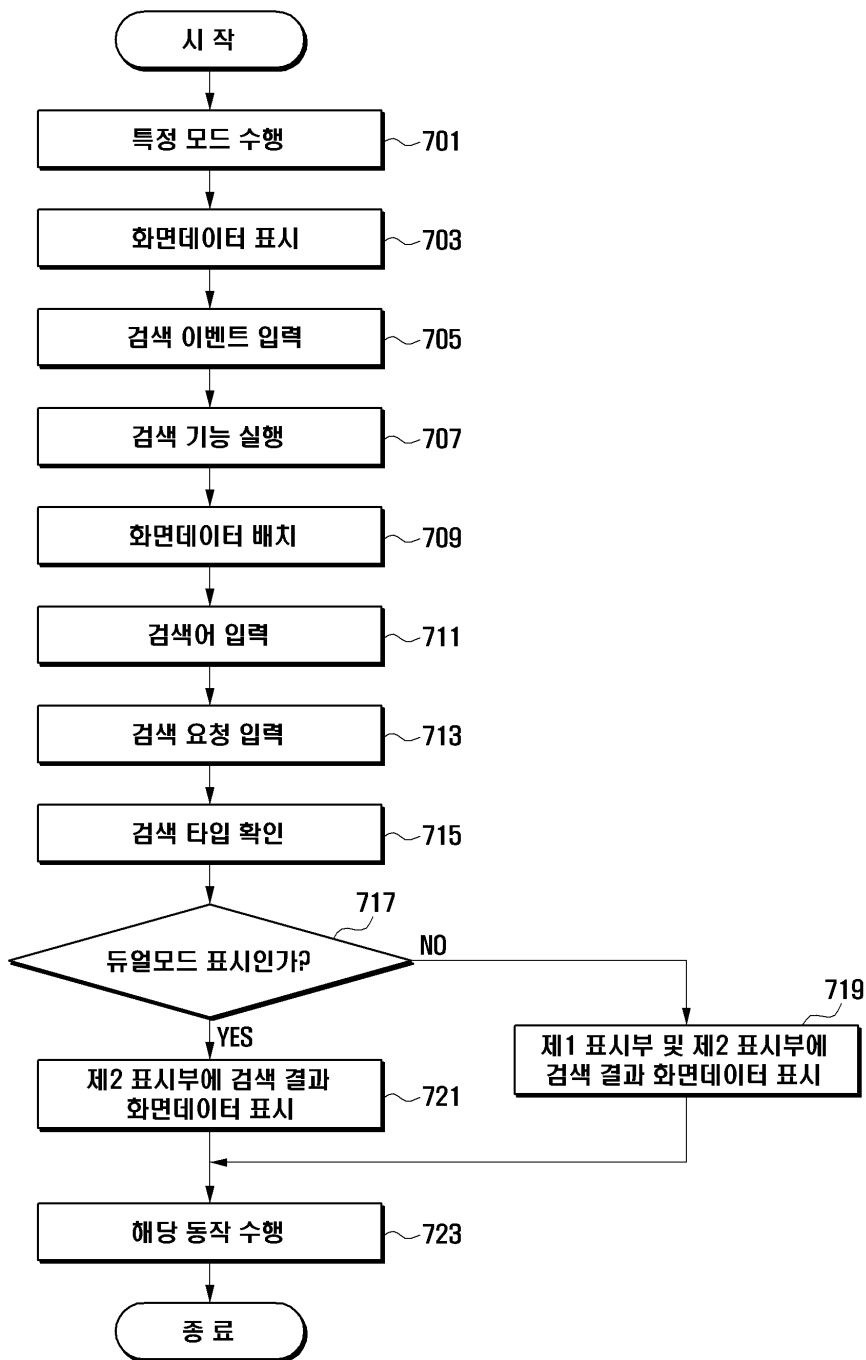 시 작
특정 모드 수행
701
화면데이터 표시
703
검색 이벤트 입력
705
검색 기능 실행
707
화면데이터 배치
709
검색어 입력
711
검색 요청 입력
713
검색 타입 확인
715
717
듀얼모드 표시인가?
NO
YES
719
제1 표시부 및 제2 표시부에
검색 결과 화면데이터 표시
제2 표시부에 검색 결과
화면데이터 표시
721
해당 동작 수행
723
종 료